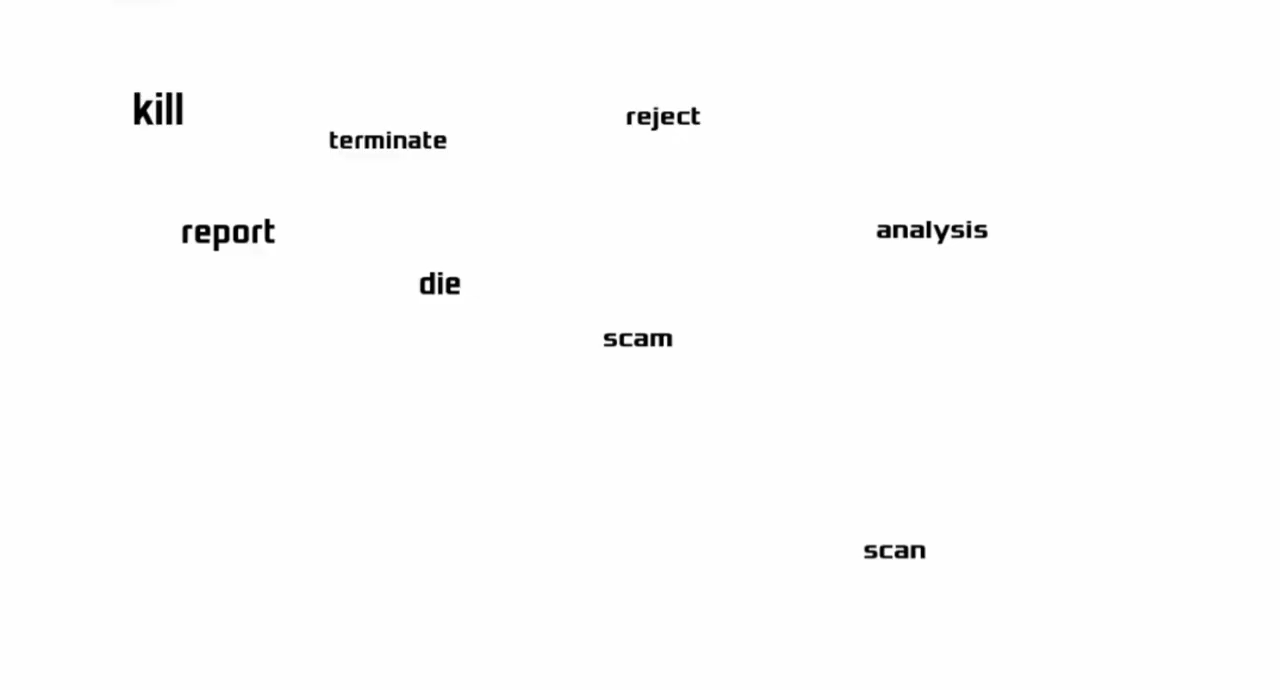 kill
reject
terminate
report
analysis
die
scam
scan